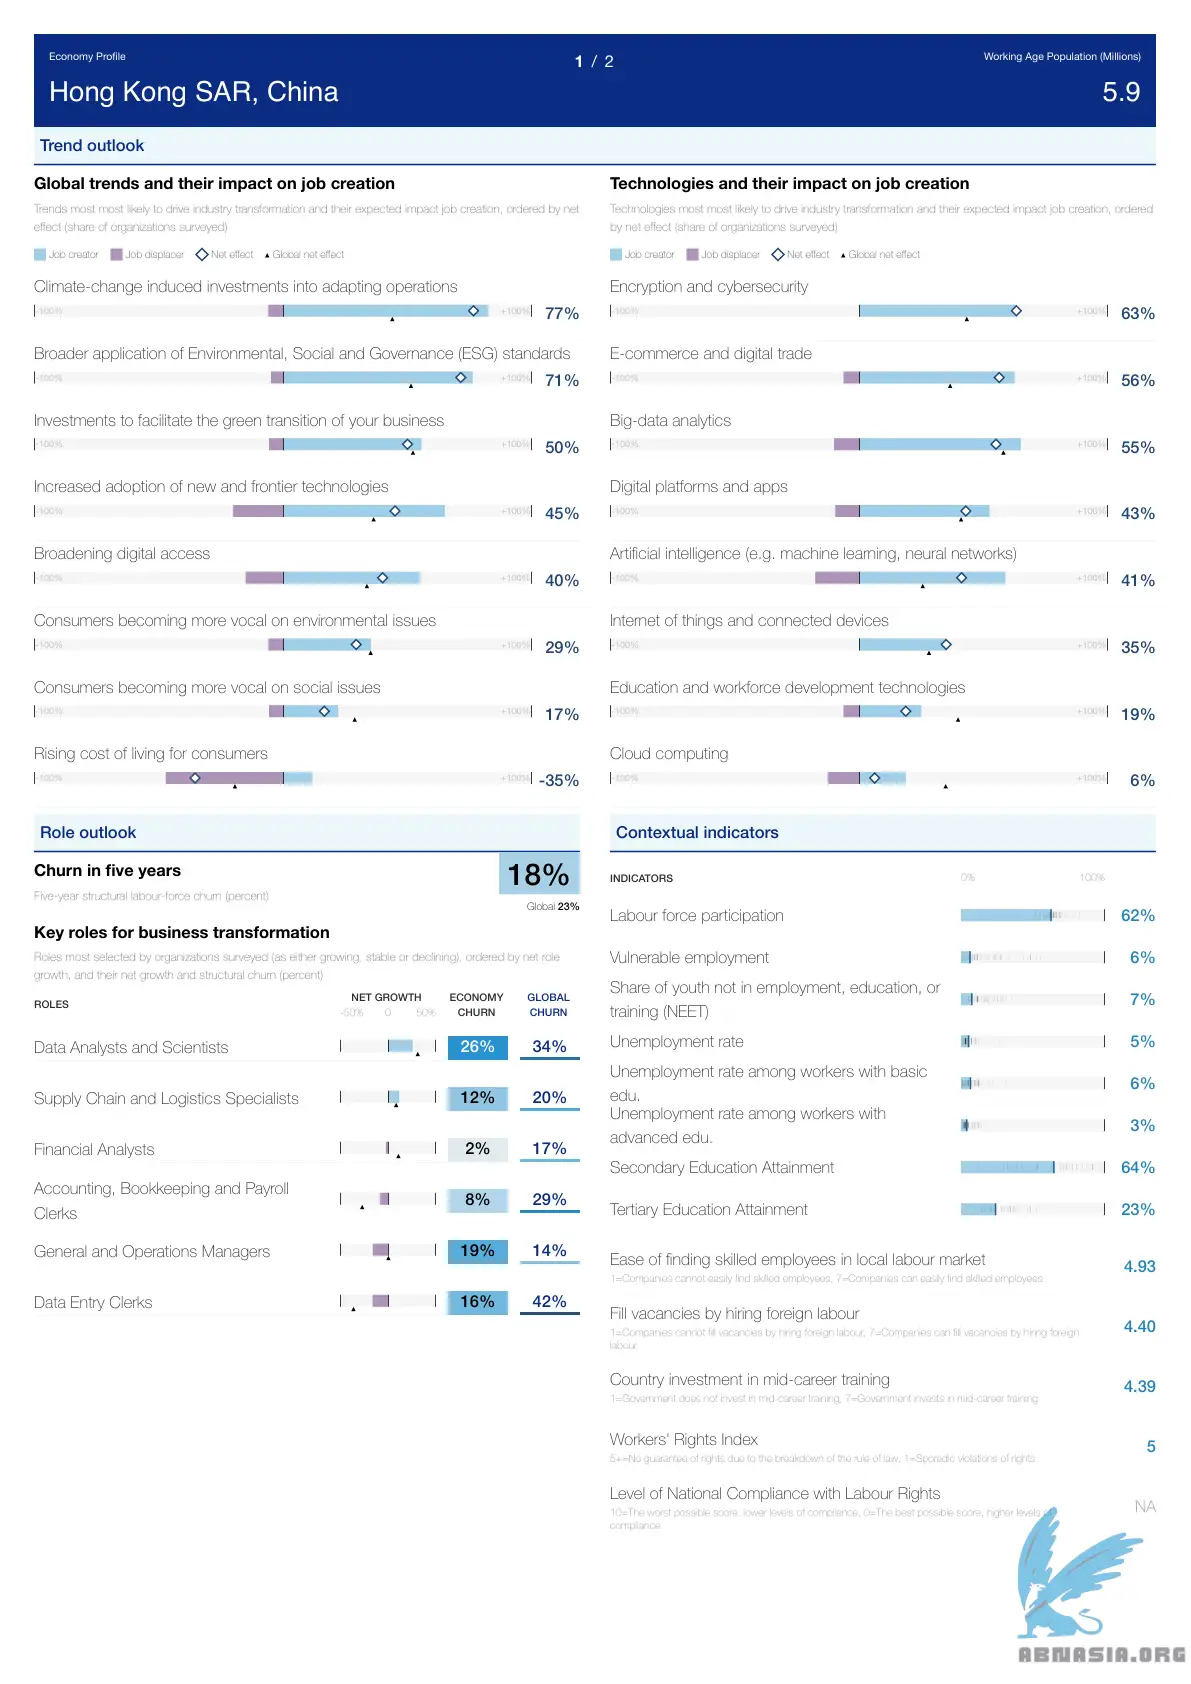 Economy Profile
1 / 2
Working Age Population (Millions)
Hong Kong SAR, China
5.9
Trend outlook
Global trends and their impact on job creation
Trends most most likely to drive industry transformation and their expected impact job creation, ordered by net
effect (share of organizations surveyed)
Job creator Job displacer Net effect Global net effect
Climate-change induced investments into adapting operations
-100% +100% 77%
Broader application of Environmental, Social and Governance (ESG) standards
-100% +100% 71%
Investments to facilitate the green transition of your business
-100% +100% 50%
Increased adoption of new and frontier technologies
-100% +100% 45%
Broadening digital access
-100% +100% 40%
Consumers becoming more vocal on environmental issues
-100% +100% 29%
Consumers becoming more vocal on social issues
-100% +100% 17%
Rising cost of living for consumers
-100% +100% -35%
Technologies and their impact on job creation
Technologies most most likely to drive industry transformation and their expected impact job creation, ordered
by net effect (share of organizations surveyed)
Job creator Job displacer Net effect Global net effect
Encryption and cybersecurity
-100% +100% 63%
E-commerce and digital trade
-100% +100% 56%
Big-data analytics
-100% +100% 55%
Digital platforms and apps
-100% +100% 43%
Artificial intelligence (e.g. machine learning, neural networks)
-100% +100% 41%
Internet of things and connected devices
-100% +100% 35%
Education and workforce development technologies
-100% +100% 19%
Cloud computing
-100% +100% 6%
Role outlook
Churn in five years
18%
Five-year structural labour-force churn (percent)
Global 23%
Key roles for business transformation
Roles most selected by organizations surveyed (as either growing, stable or declining), ordered by net role
growth, and their net growth and structural churn (percent)
ROLES NET GROWTH ECONOMY CHURN GLOBAL CHURN
-50% 0 50%
Data Analysts and Scientists 26% 34%
Supply Chain and Logistics Specialists 12% 20%
Financial Analysts 2% 17%
Accounting, Bookkeeping and Payroll
Clerks 8% 29%
General and Operations Managers 19% 14%
Data Entry Clerks 16% 42%
Contextual indicators
INDICATORS 0% 100%
Labour force participation 62%
Vulnerable employment 6%
Share of youth not in employment, education, or
training (NEET) 7%
Unemployment rate 5%
Unemployment rate among workers with basic
edu. 6%
Unemployment rate among workers with
advanced edu. 3%
Secondary Education Attainment 64%
Tertiary Education Attainment 23%
Ease of finding skilled employees in local labour market 4.93
1=Companies cannot easily find skilled employees, 7=Companies can easily find skilled employees
Fill vacancies by hiring foreign labour 4.40
1=Companies cannot fill vacancies by hiring foreign labour, 7=Companies can fill vacancies by hiring foreign
labour
Country investment in mid-career training 4.39
1=Government does not invest in mid-career training, 7=Government invests in mid-career training
Workers' Rights Index 5
5+=No guarantee of rights due to the breakdown of the rule of law, 1=Sporadic violations of rights
Level of National Compliance with Labour Rights NA
10=The worst possible score, lower levels of compliance, 0=The best possible score, higher levels of
compliance
ABNASIA.ORG